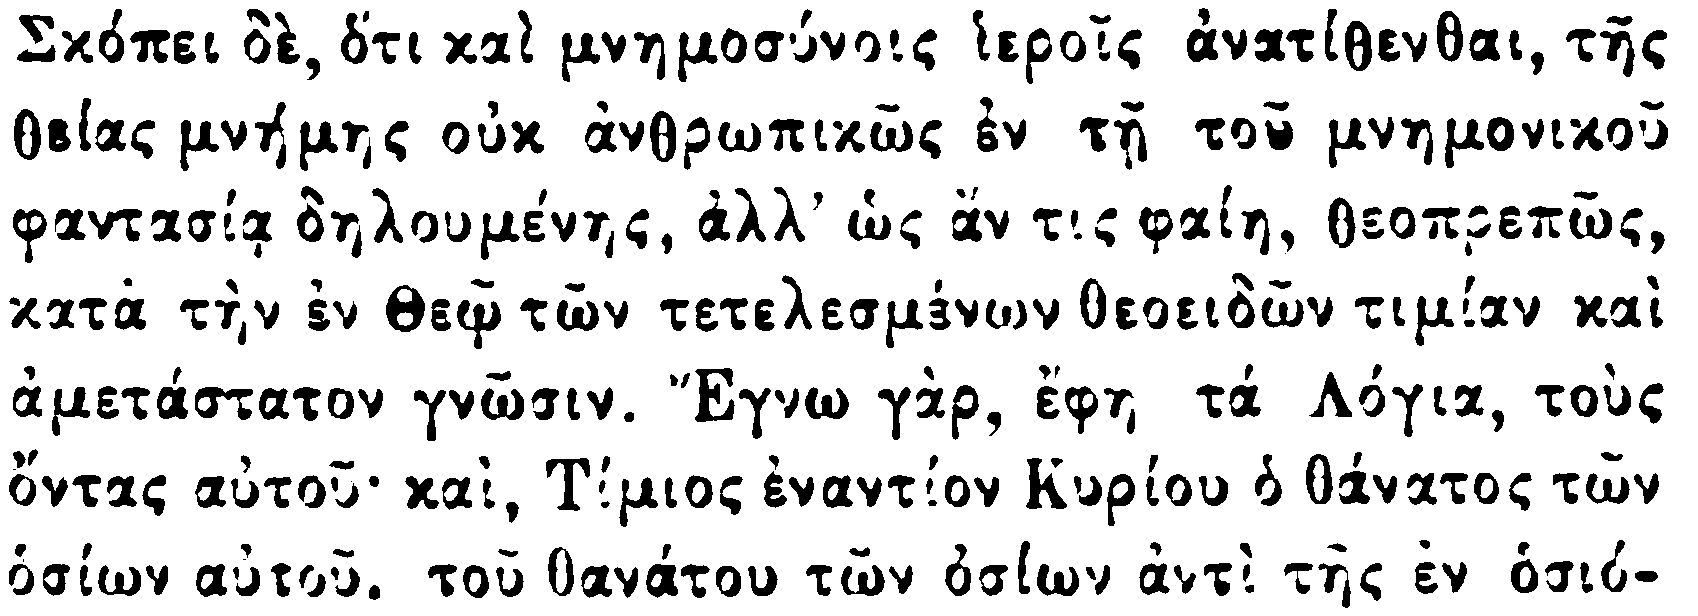 Σκόπει δὲ, ὅτι καὶ μνημοσύνοις ἱεροῖς ἀνατίθενθαι, τῆς
θείας μνήμης οὐκ ἀνθρωπικῶς ἐν τῇ τοῦ μνημονικοῦ
φαντασίᾳ δηλουμένης, ἀλλ' ὡς ἄν τις φαίη, θεοπρεπῶς,
κατὰ τὴν ἐν Θεῷ τῶν τετελεσμένων θεοειδῶν τιμίαν καὶ
ἀμετάστατον γνῶσιν. Ἔγνω γὰρ, ἔφη τά Λόγια, τοὺς
ὄντας αὐτοῦ· καὶ, Τίμιος ἐναντίον Κυρίου ὁ θάνατος τῶν
ὁσίων αὐτοῦ. τοῦ θανάτου τῶν ὁσίων ἀντὶ τῆς ἐν ὁσιό-